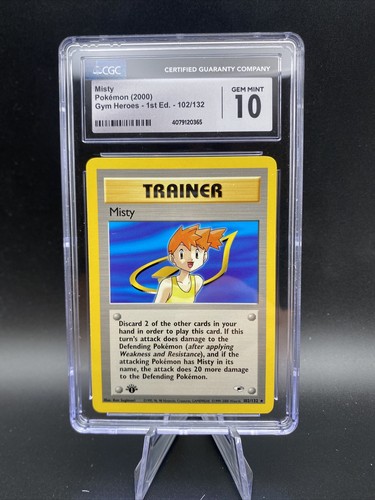 CGC
CERTIFIED GUARANTY COMPANY
Misty
Pokémon (2000)
Gym Heroes - 1st Ed. - 102/132
GEM MINT
10
4079120365
TRAINER
Misty
Discard 2 of the other cards in your
hand in order to play this card. If this
turn's attack does damage to the
Defending Pokémon (after applying
Weakness and Resistance), and if the
attacking Pokémon has Misty in its
name, the attack does 20 more damage
to the Defending Pokémon.
102/132